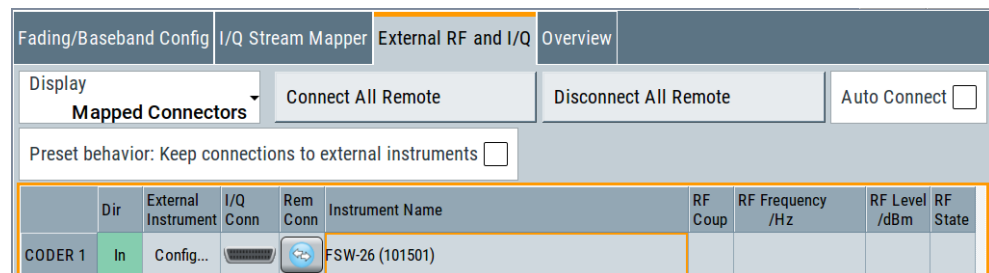 Fading/Baseband Config I/Q Stream Mapper External RF and I/Q Overview
Display
Mapped Connectors
Connect All Remote
Disconnect All Remote
Auto Connect
Preset behavior: Keep connections to external instruments
Dir External Instrument I/Q Conn Rem Conn Instrument Name RF Coup RF Frequency /Hz RF Level /dBm RF State
CODER 1 In Config... FSW-26 (101501)